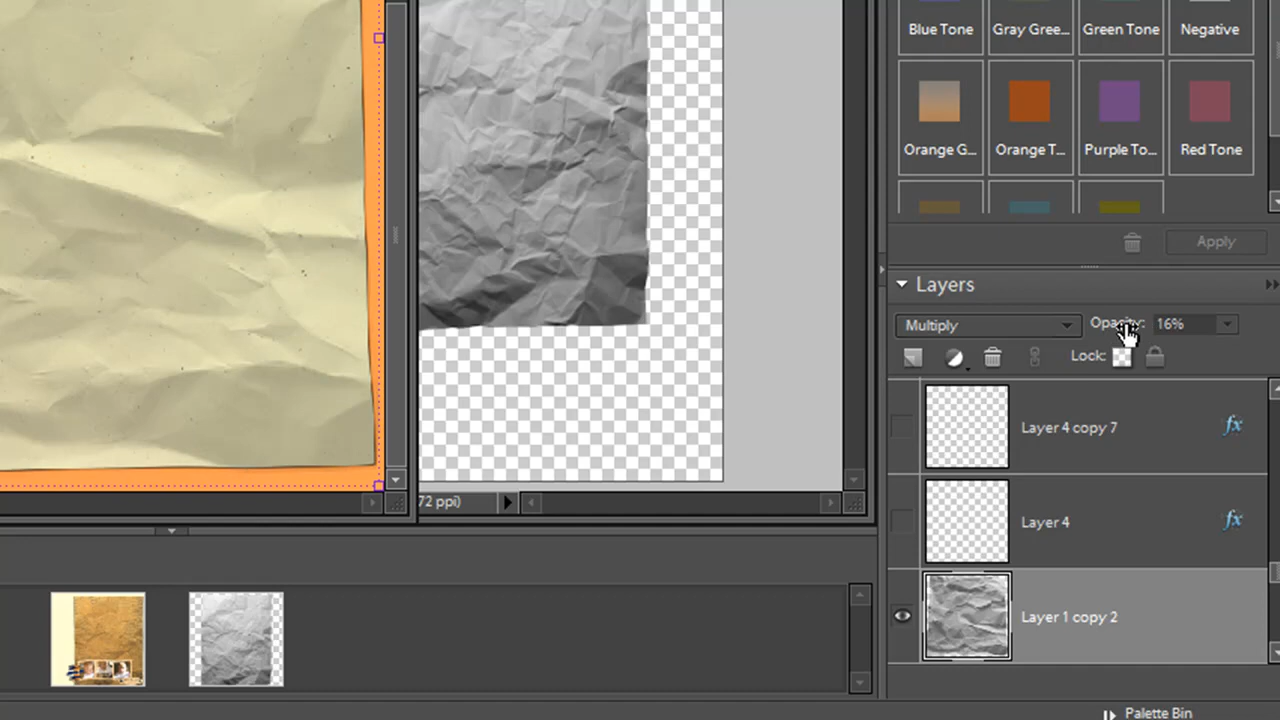 Blue Tone
Gray Gree...
Green Tone
Negative
Orange G...
Orange T...
Purple To...
Red Tone
Apply
Layers
Multiply
Opacity:
16%
Lock:
Layer 4 copy 7
fx
Layer 4
fx
Layer 1 copy 2
72 ppi)
Palette Bin